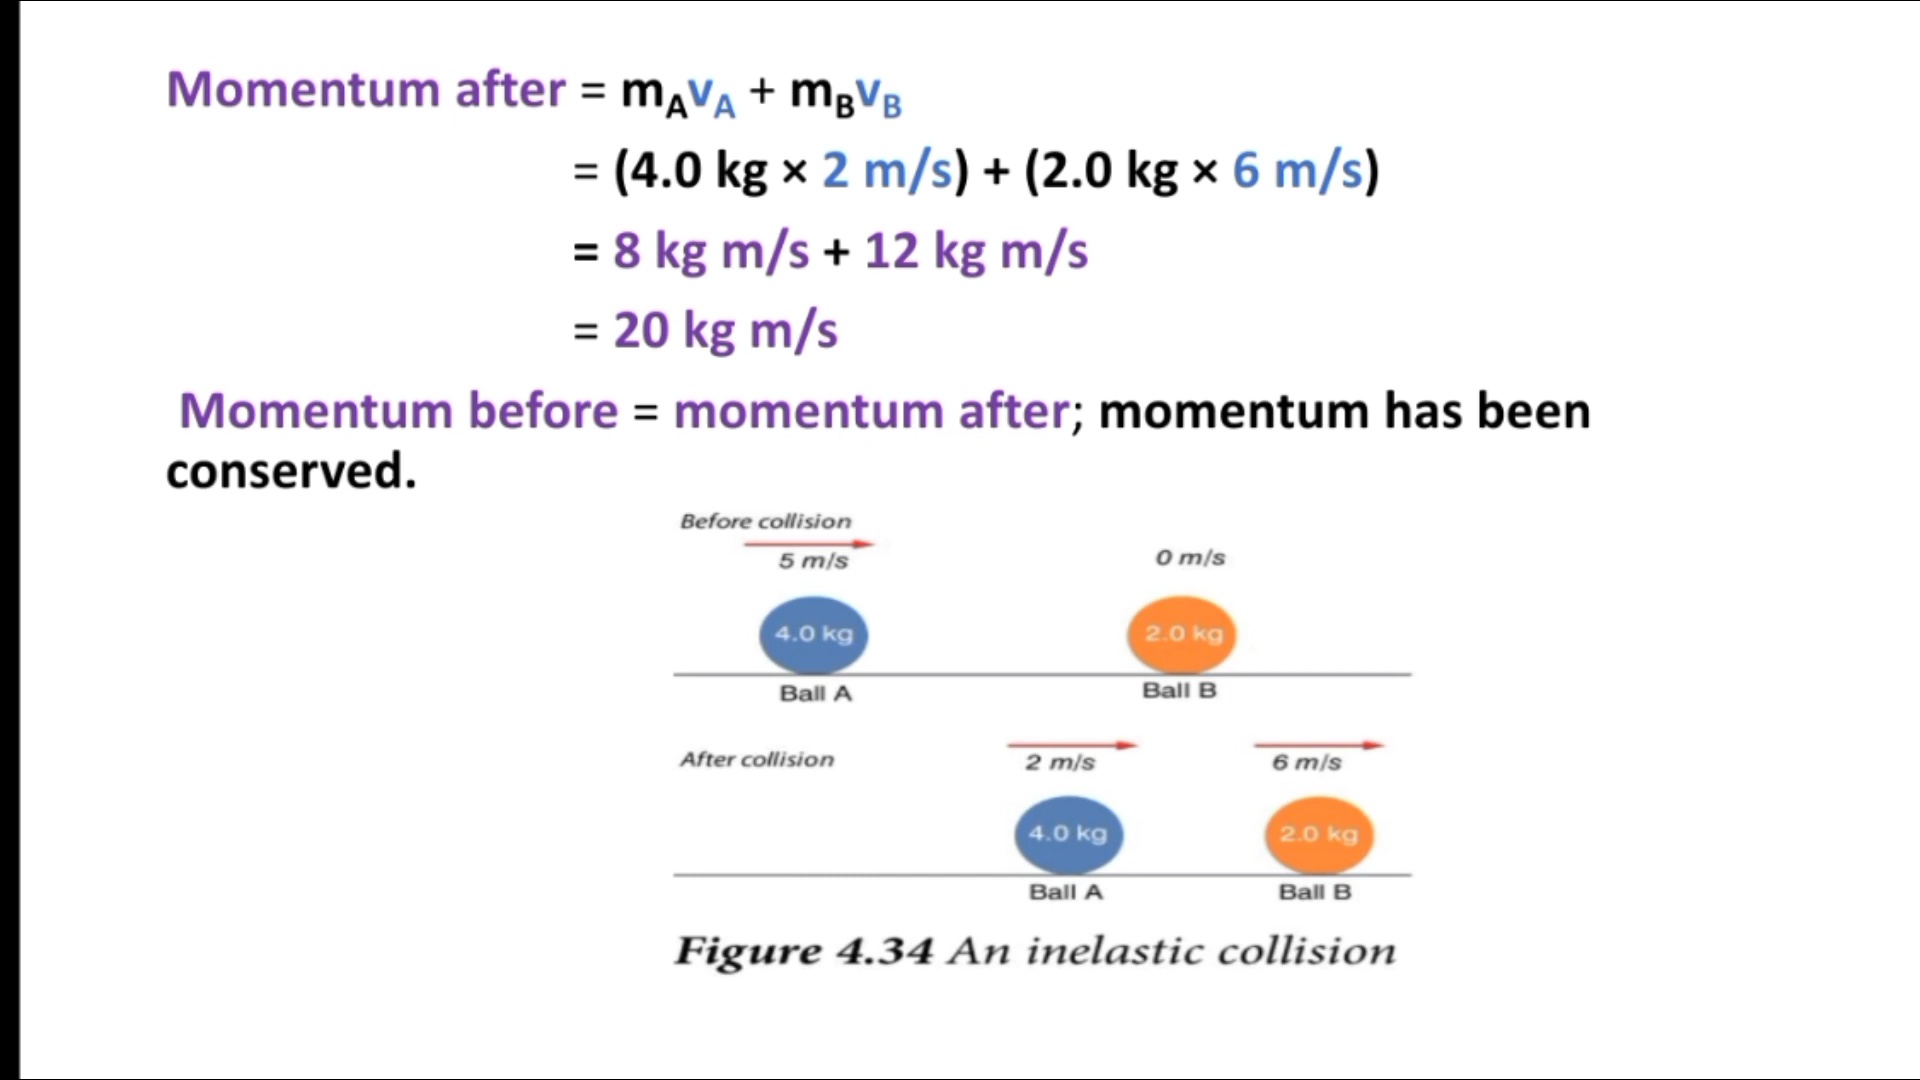 Momentum after = mAvA + mBvB
= (4.0 kg × 2 m/s) + (2.0 kg × 6 m/s)
= 8 kg m/s + 12 kg m/s
= 20 kg m/s
Momentum before = momentum after; momentum has been
conserved.
Before collision
5 m/s
0 m/s
4.0 kg
2.0 kg
Ball A
Ball B
After collision
2 m/s
6 m/s
4.0 kg
2.0 kg
Ball A
Ball B
Figure 4.34 An inelastic collision